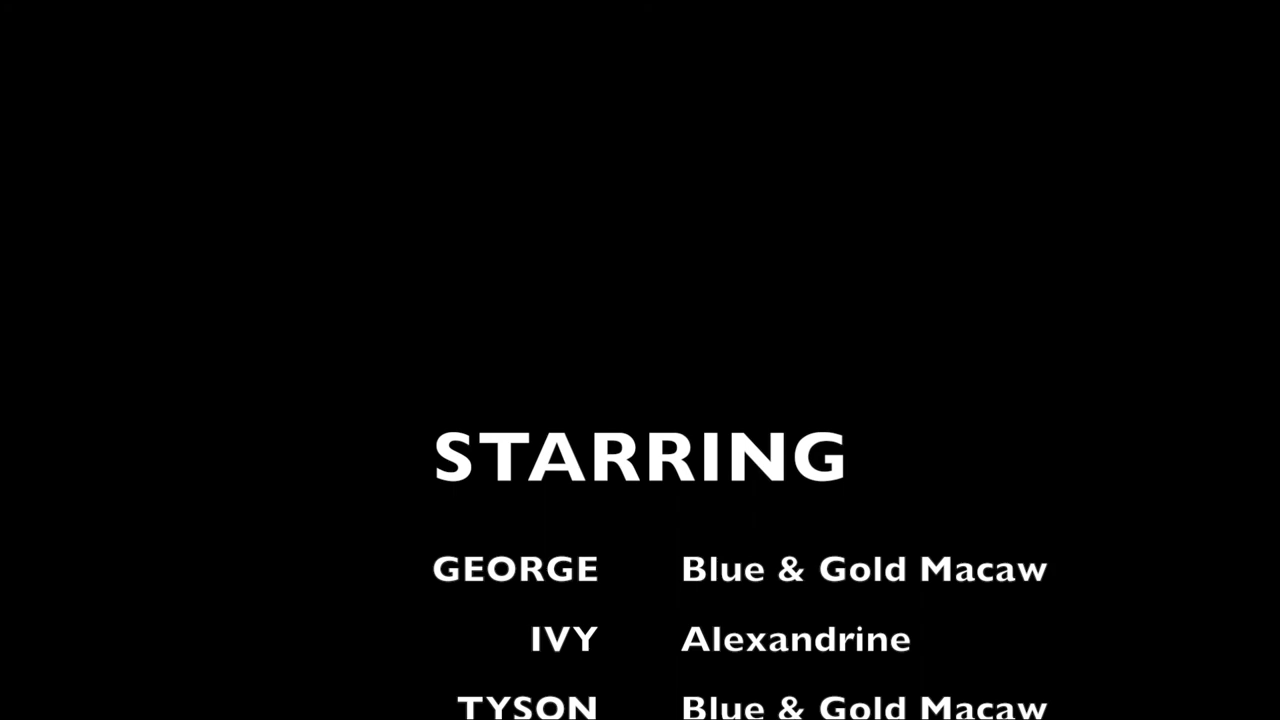 STARRING
GEORGE Blue & Gold Macaw
IVY Alexandrine
TYSON Blue & Gold Macaw